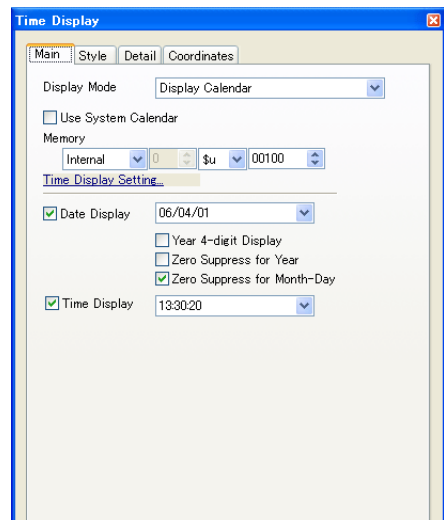 Time Display
Main Style Detail Coordinates
Display Mode Display Calendar
Use System Calendar
Memory
Internal 0 $u 00100
Time Display Setting...
Date Display 06/04/01
Year 4-digit Display
Zero Suppress for Year
Zero Suppress for Month-Day
Time Display 13:30:20